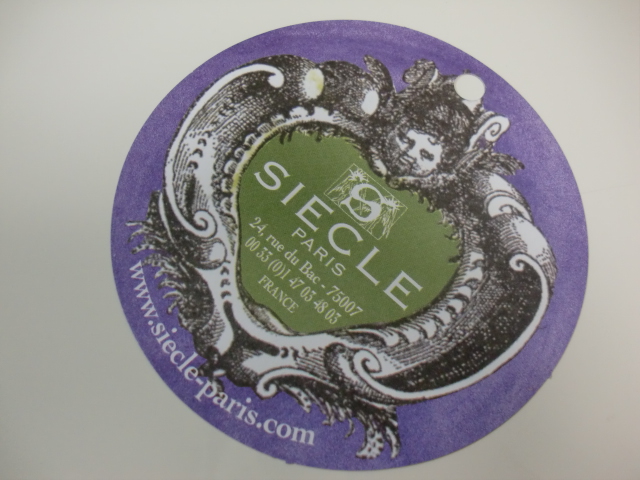 S
SIECLE
PARIS
24, rue du Bac - 75007
00 33 (0)1 47 03 48 03
FRANCE
www.siecle-paris.com